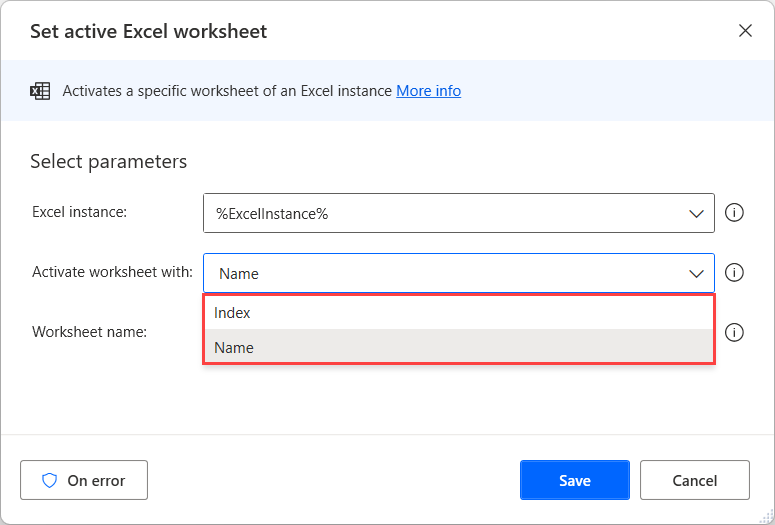 Set active Excel worksheet
Activates a specific worksheet of an Excel instance More info
Select parameters
Excel instance: %ExcelInstance%
Activate worksheet with: Name
Index
Worksheet name:
Name
On error Save Cancel